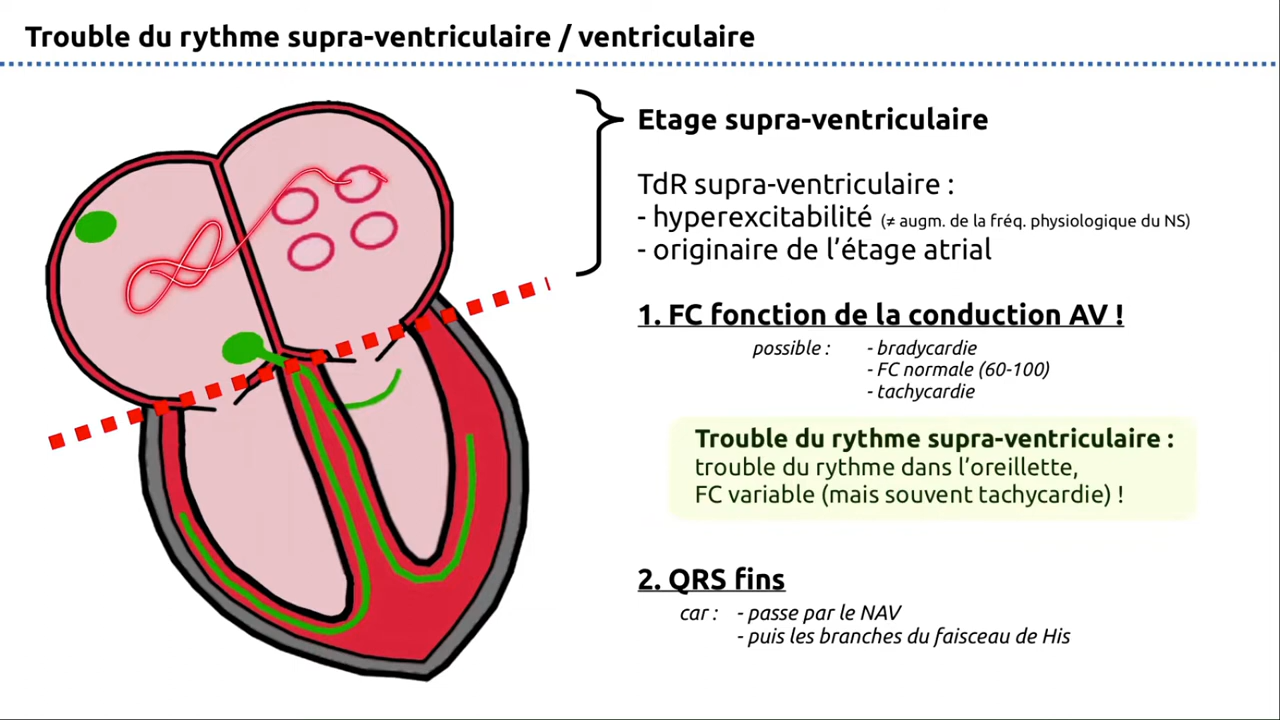 Trouble du rythme supra-ventriculaire / ventriculaire
Etage supra-ventriculaire
TdR supra-ventriculaire :
- hyperexcitabilité (≠ augm. de la fréq. physiologique du NS)
- originaire de l’étage atrial
1. FC fonction de la conduction AV !
possible : - bradycardie
- FC normale (60-100)
- tachycardie
Trouble du rythme supra-ventriculaire :
trouble du rythme dans l’oreillette,
FC variable (mais souvent tachycardie) !
2. QRS fins
car : - passe par le NAV
- puis les branches du faisceau de His